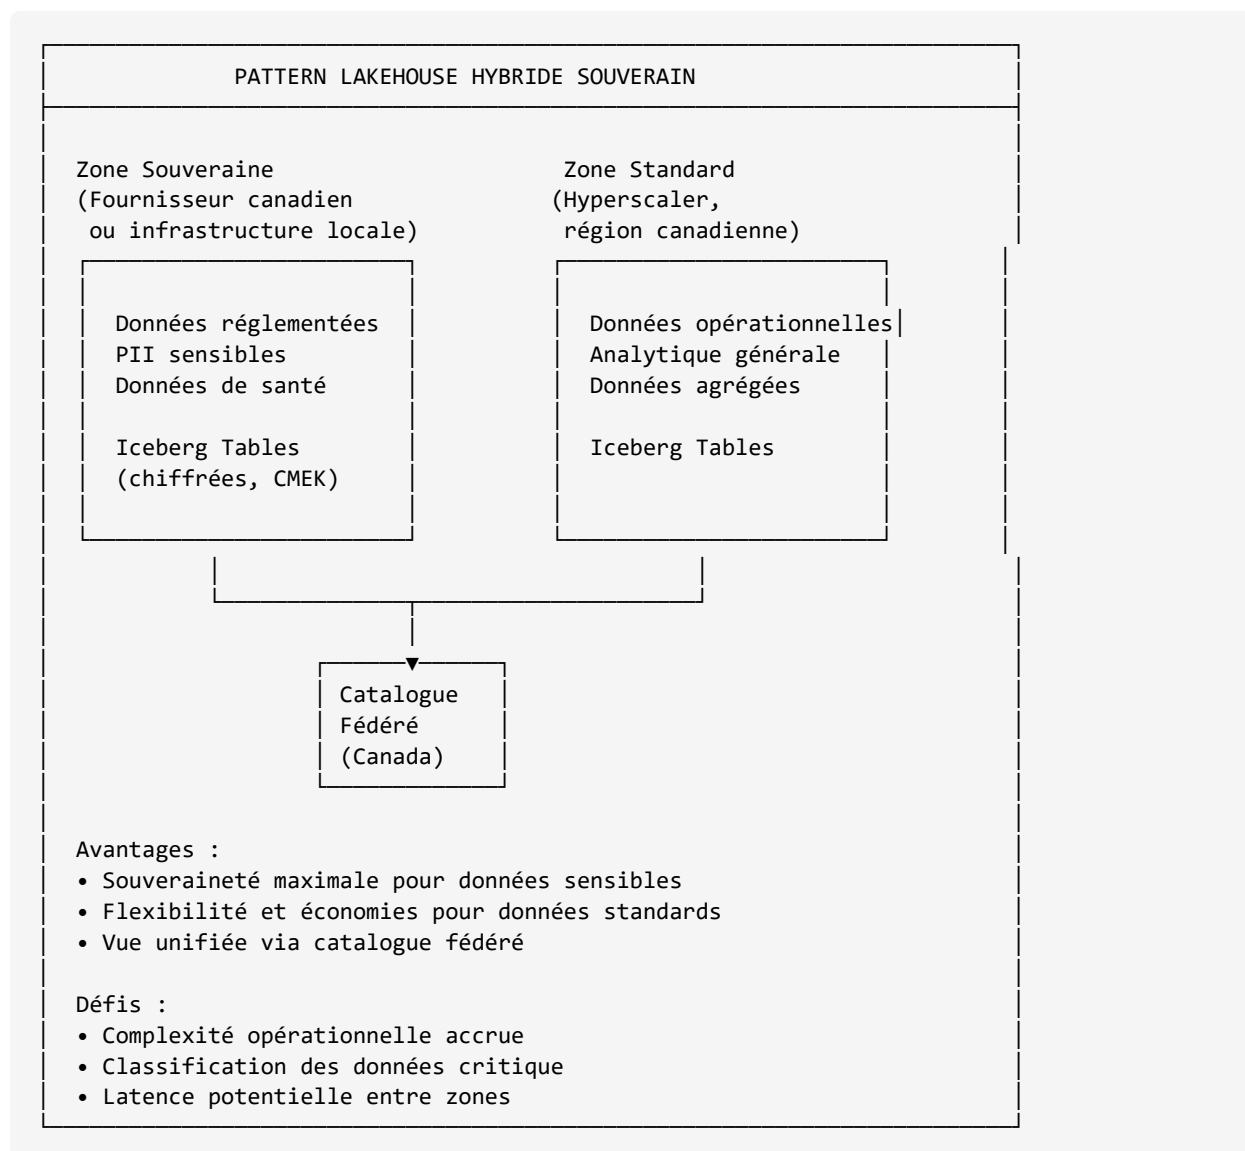 PATTERN LAKEHOUSE HYBRIDE SOUVERAIN
Zone Souveraine
(Fournisseur canadien
ou infrastructure locale)
Zone Standard
(Hyperscaler,
région canadienne)
Données réglementées
PII sensibles
Données de santé
Iceberg Tables
(chiffrées, CMEK)
Données opérationnelles
Analytique générale
Données agrégées
Iceberg Tables
Catalogue
Fédéré
(Canada)
Avantages :
• Souveraineté maximale pour données sensibles
• Flexibilité et économies pour données standards
• Vue unifiée via catalogue fédéré
Défis :
• Complexité opérationnelle accrue
• Classification des données critique
• Latence potentielle entre zones